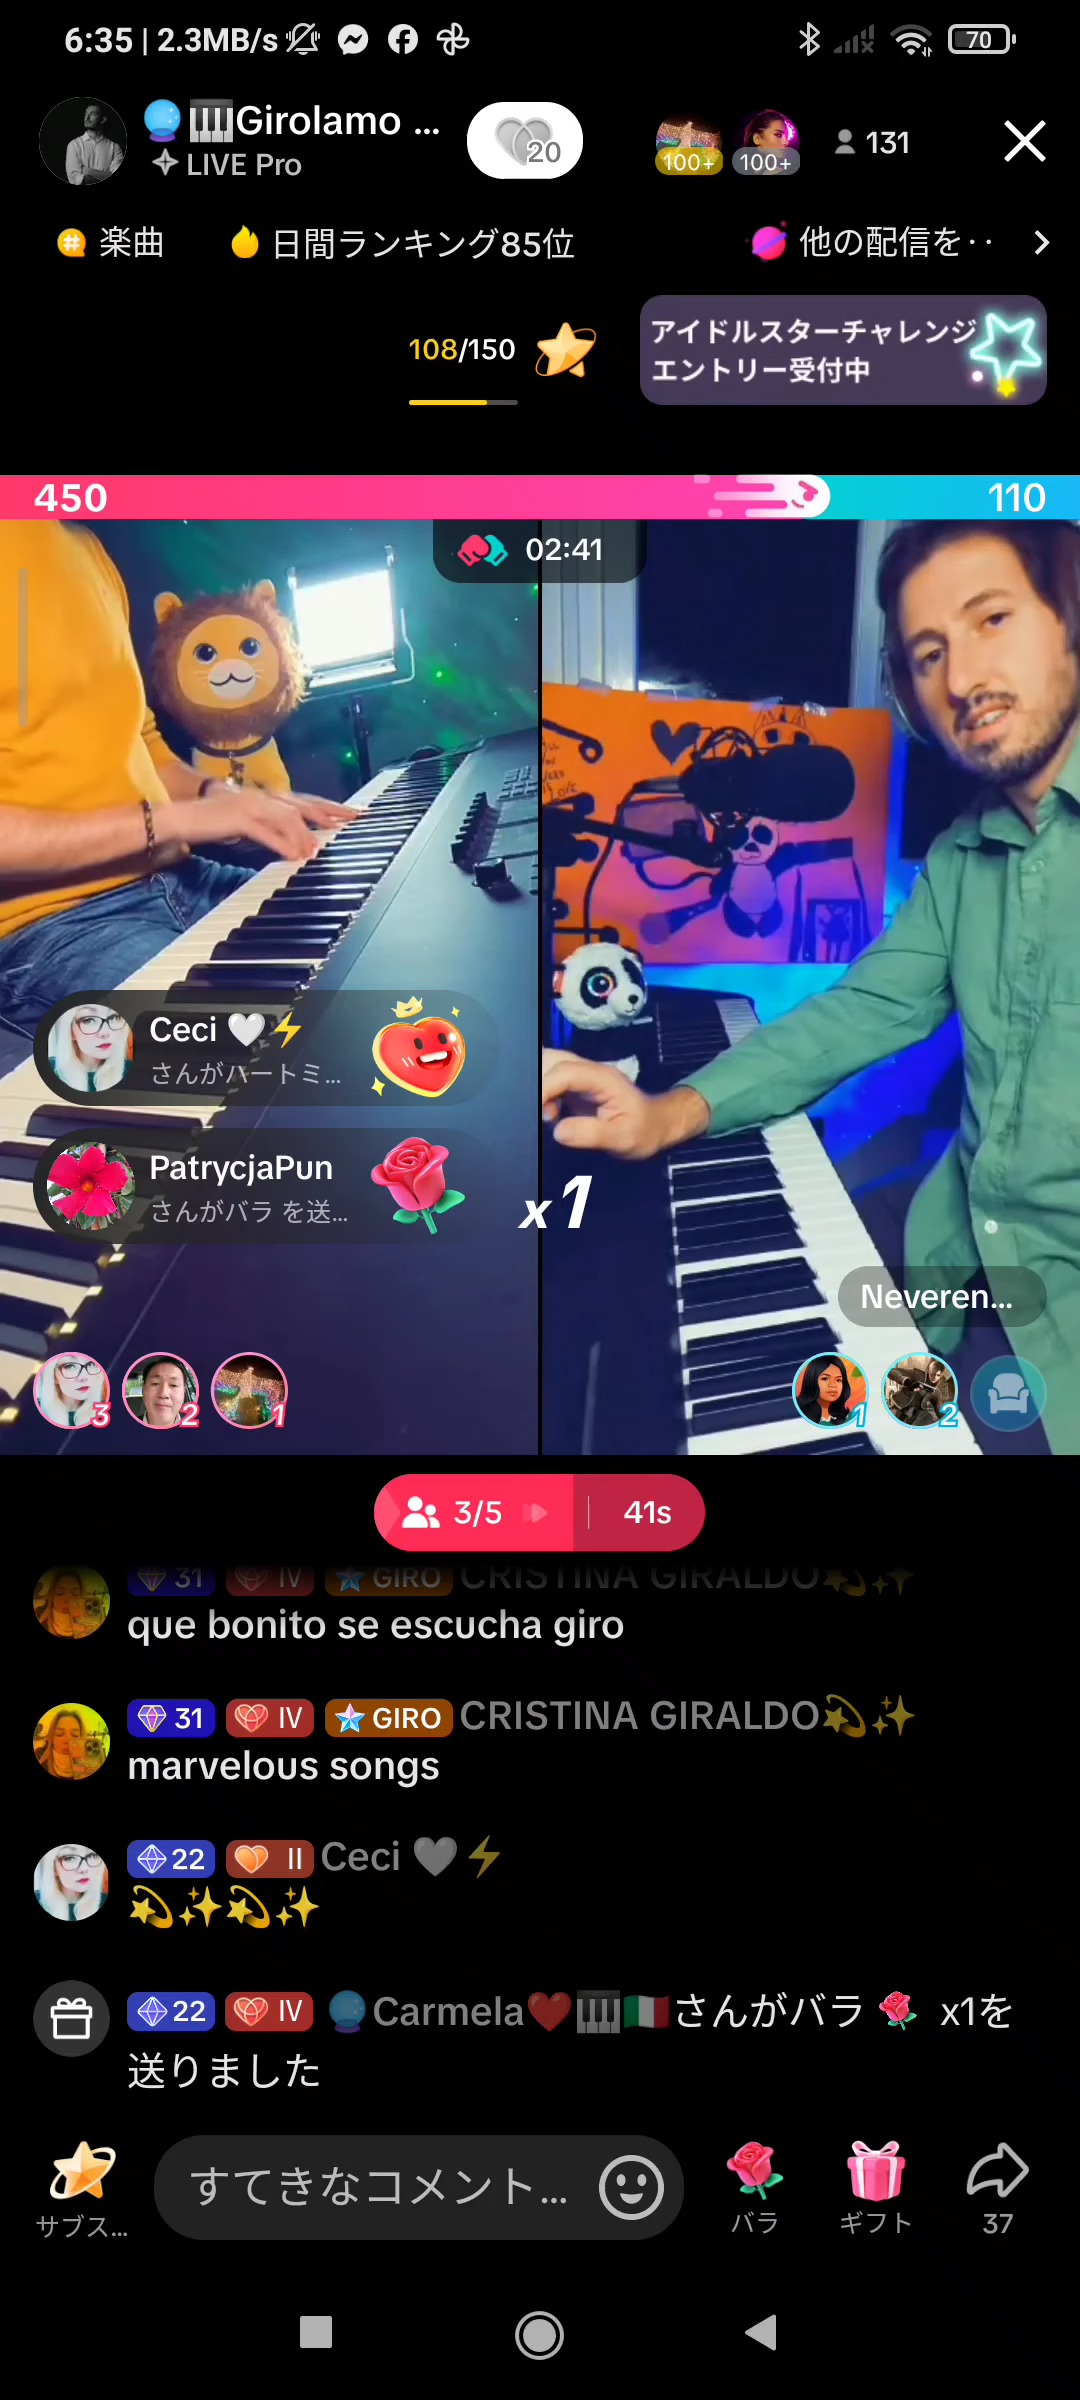 6:35 | 2.3MB/s
70
Girolamo ...
LIVE Pro
20
100+
100+
131
楽曲
日間ランキング85位
他の配信を··
108/150
アイドルスターチャレンジ
エントリー受付中
450
110
02:41
Ceci 🤍⚡
さんがハートミ...
PatrycjaPun
さんがバラ を送...
x1
Neveren...
3
2
1
1
2
3/5
41s
31 IV GIRO CRISTINA GIRALDO💫✨
que bonito se escucha giro
31 IV GIRO CRISTINA GIRALDO💫✨
marvelous songs
22 II Ceci 🤍⚡
💫✨💫✨
22 IV 🔮Carmela❤️🎹🇮🇹さんがバラ x1を
送りました
サブス...
すてきなコメント...
バラ
ギフト
37